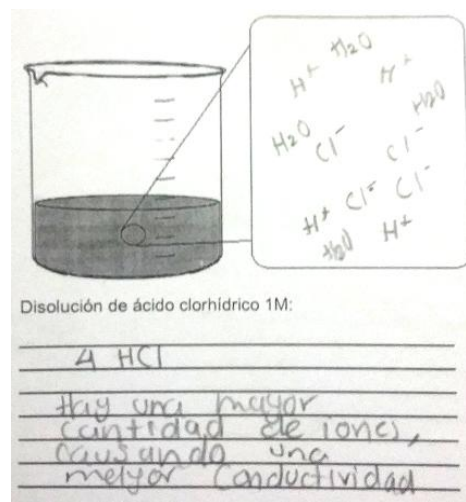 H₂O
H⁺ H⁺
H₂O
H₂O Cl⁻ Cl⁻
H⁺ Cl⁻ Cl⁻
H₂O H⁺
Disolución de ácido clorhídrico 1M:
4 HCl
Hay una mayor
cantidad de iones,
causando una
mejor conductividad